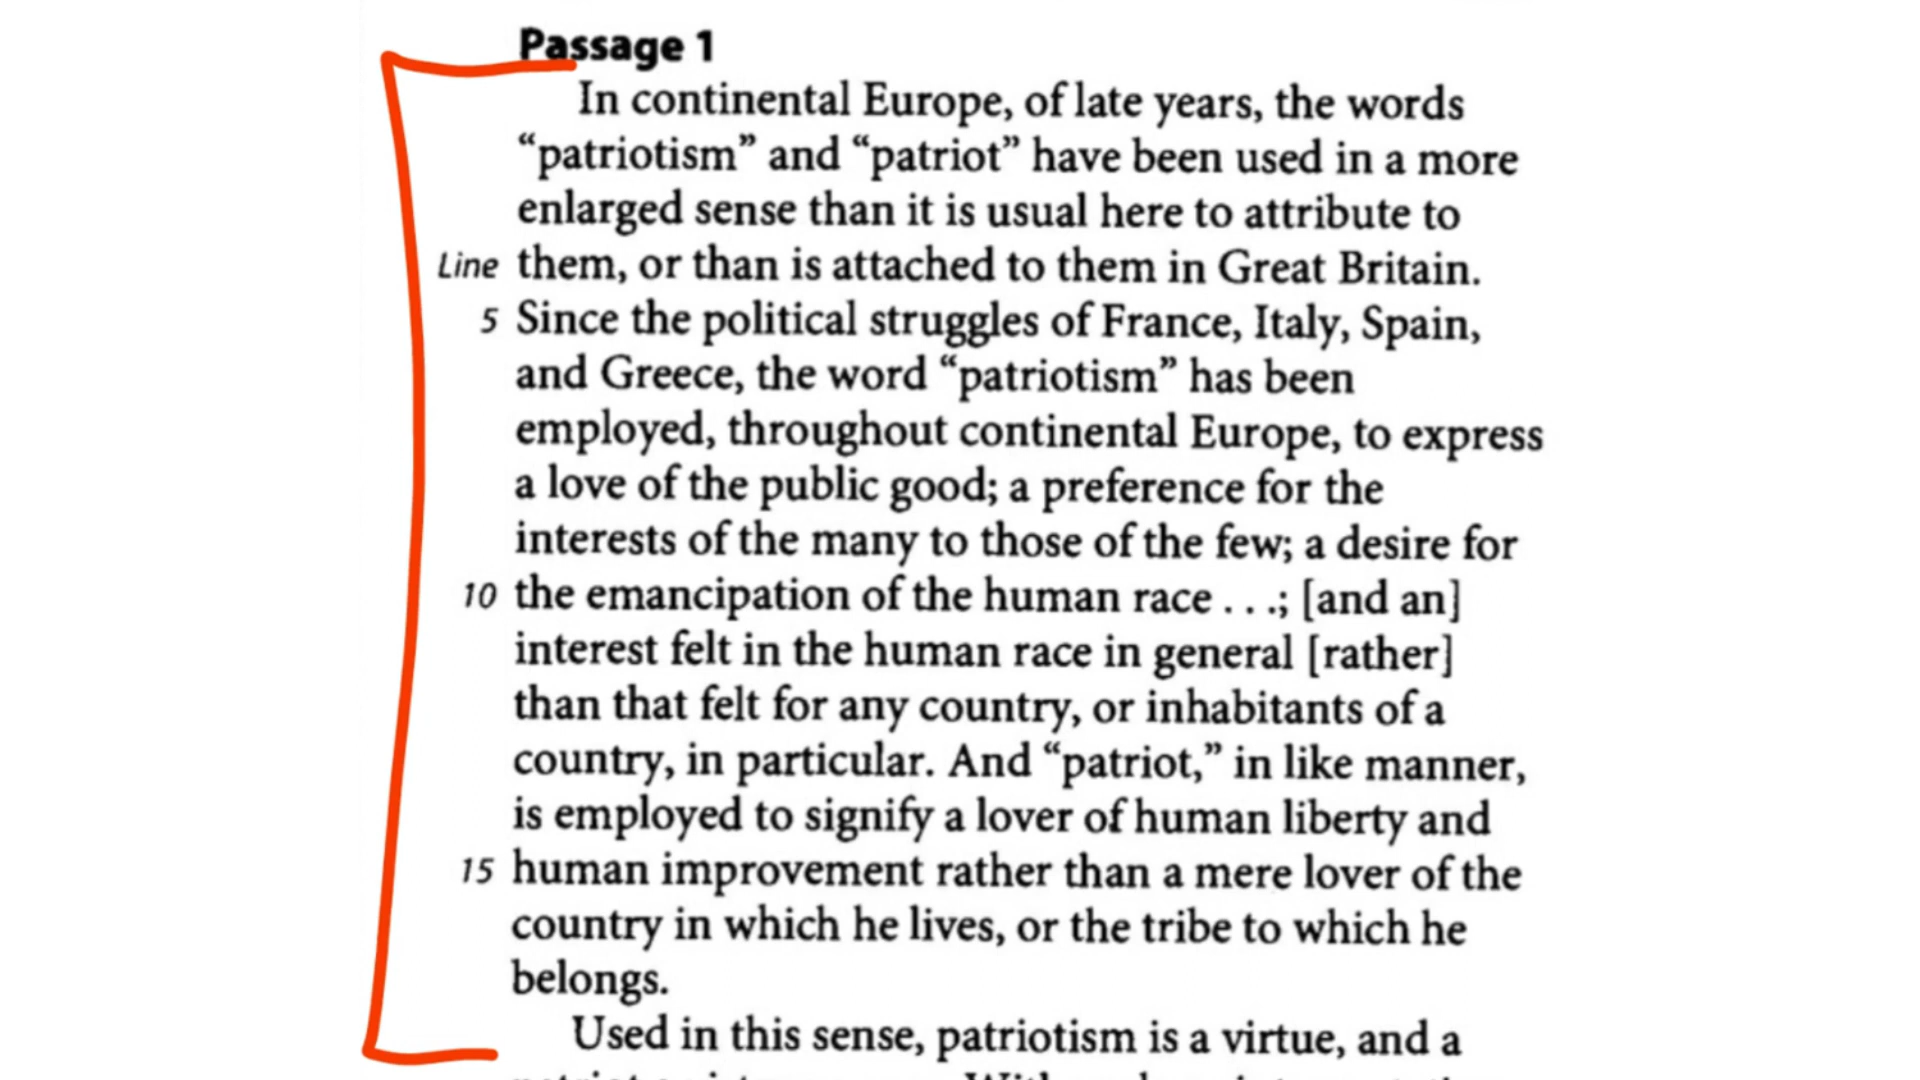 Passage 1
In continental Europe, of late years, the words
“patriotism” and “patriot” have been used in a more
enlarged sense than it is usual here to attribute to
Line them, or than is attached to them in Great Britain.
5 Since the political struggles of France, Italy, Spain,
and Greece, the word “patriotism” has been
employed, throughout continental Europe, to express
a love of the public good; a preference for the
interests of the many to those of the few; a desire for
10 the emancipation of the human race . . .; [and an]
interest felt in the human race in general [rather]
than that felt for any country, or inhabitants of a
country, in particular. And “patriot,” in like manner,
is employed to signify a lover of human liberty and
15 human improvement rather than a mere lover of the
country in which he lives, or the tribe to which he
belongs.
Used in this sense, patriotism is a virtue, and a